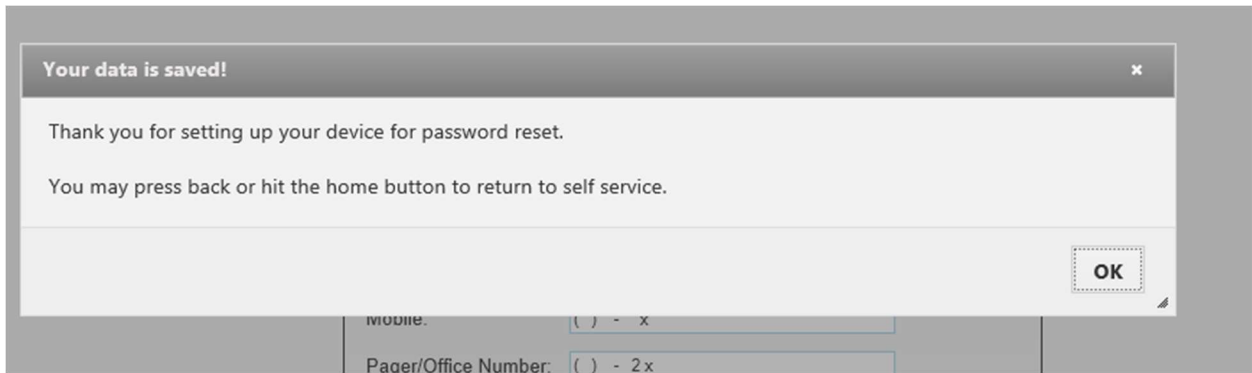 Your data is saved!
Thank you for setting up your device for password reset.
You may press back or hit the home button to return to self service.
OK
Mobile: ( ) - x
Pager/Office Number: ( ) - 2 x